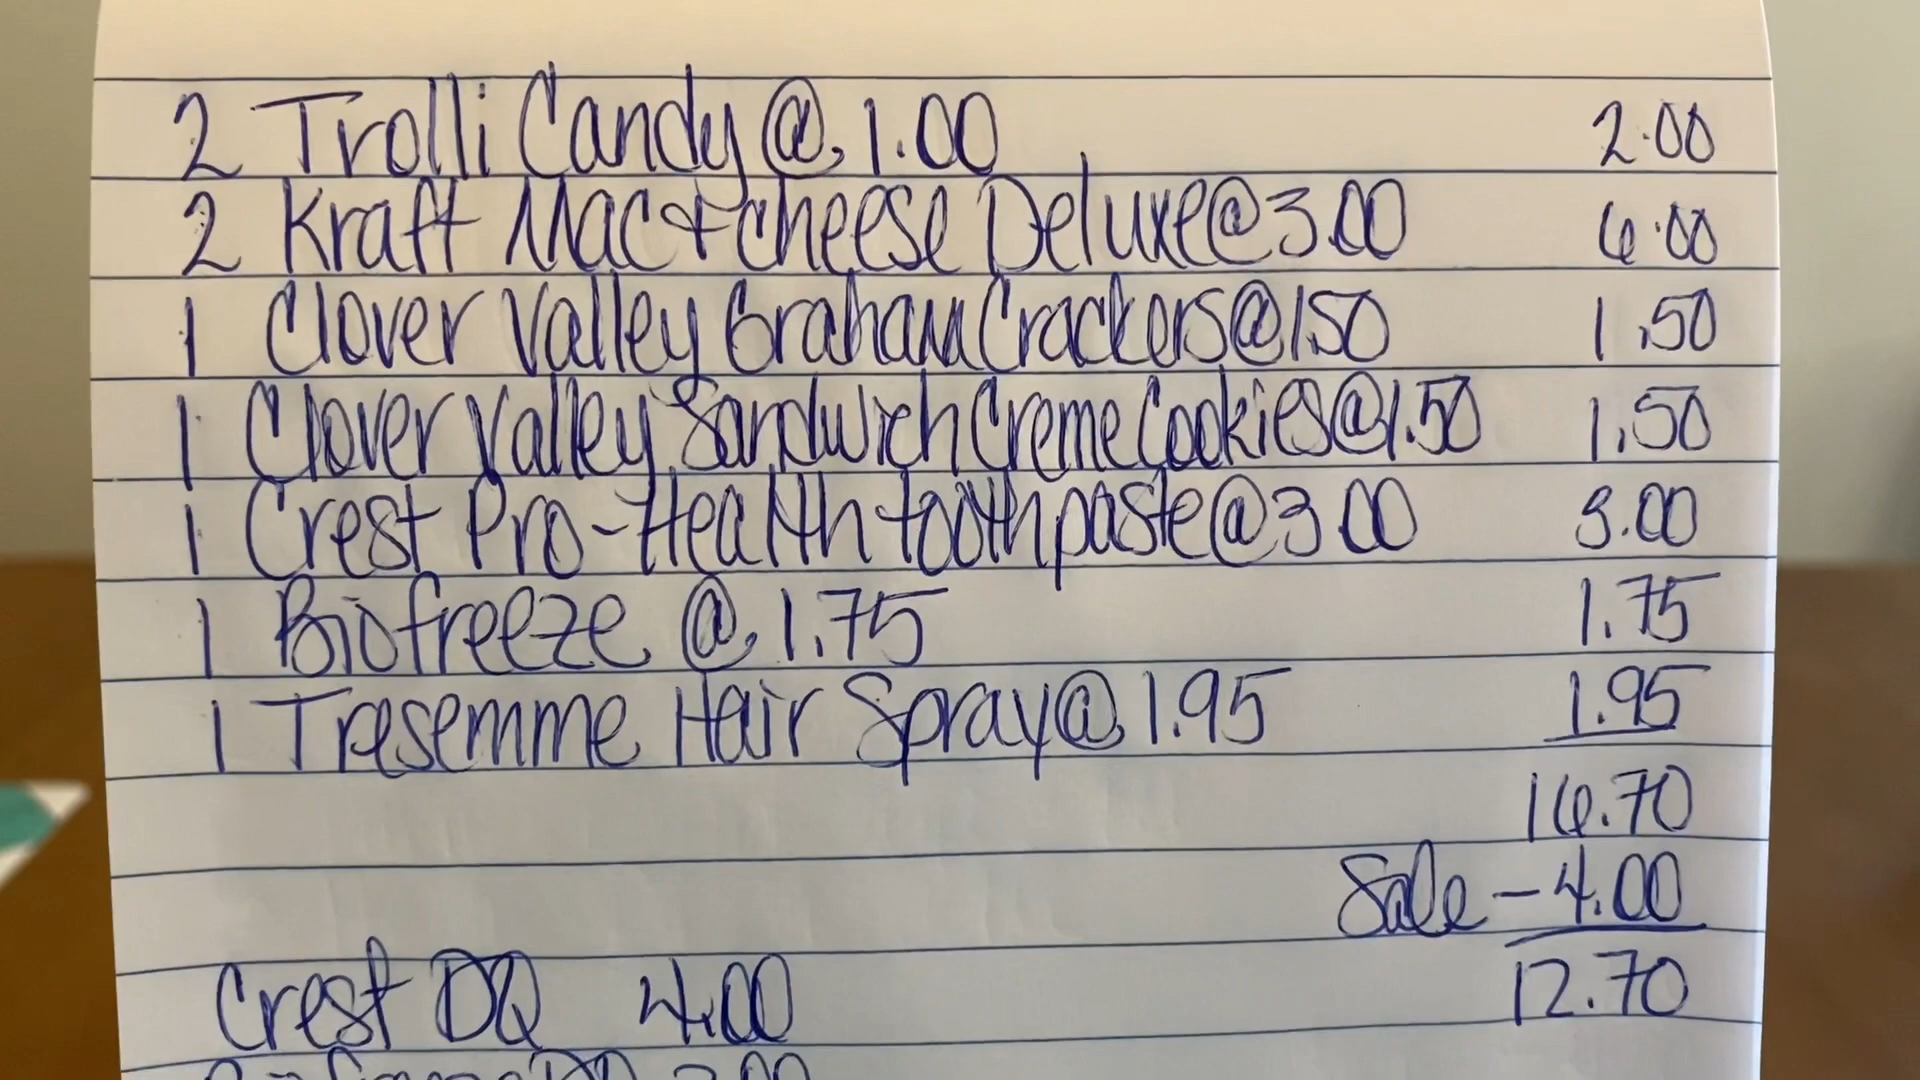 2 Trolli Candy @ 1.00 2.00
2 Kraft Mac + cheese Deluxe @ 3.00 6.00
1 Clover Valley Graham Crackers @ 1.50 1.50
1 Clover Valley Sandwich Creme Cookies @ 1.50 1.50
1 Crest Pro-Health toothpaste @ 3.00 3.00
1 Biofreeze @ 1.75 1.75
1 Tresemme Hair Spray @ 1.95 1.95
16.70
Sale - 4.00
Crest DQ 4.00 12.70